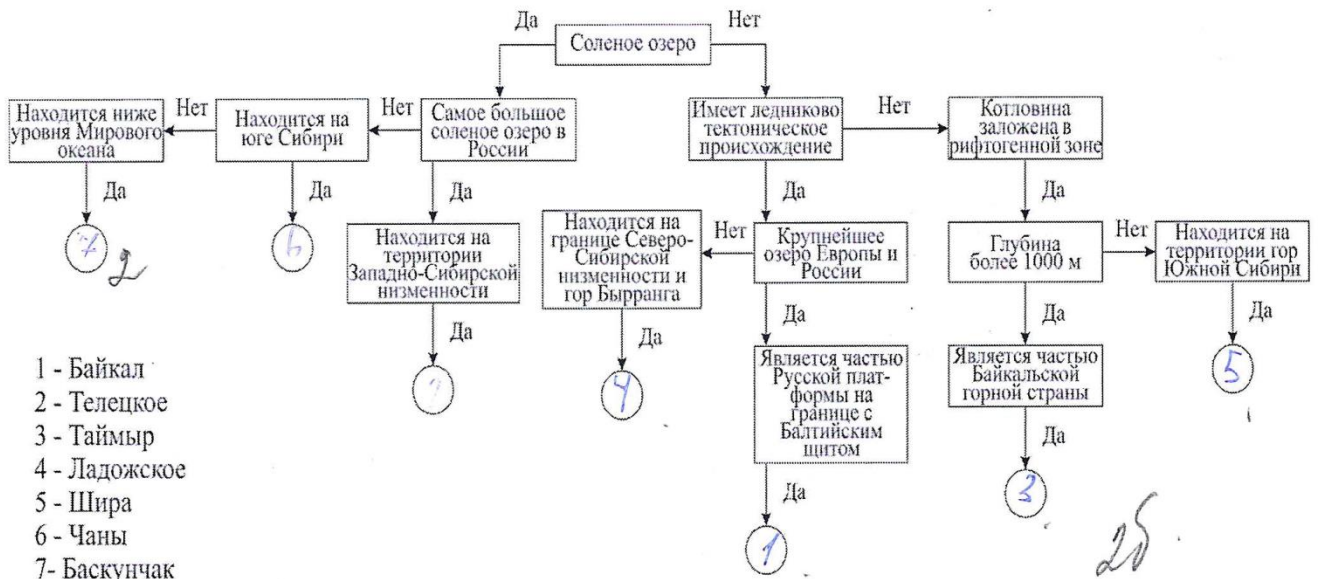 Да
Нет
Соленое озеро
Находится ниже
уровня Мирового
океана
Нет
Находится на
юге Сибири
Нет
Самое большое
соленое озеро в
России
Имеет ледниково
тектоническое
происхождение
Нет
Котловина
заложена в
рифтогенной зоне
Да
Да
Да
Да
Да
7
2
6
Находится на
территории
Западно-Сибирской
низменности
Находится на
границе Северо-
Сибирской
низменности и
гор Бырранга
Нет
Крупнейшее
озеро Европы и
России
Глубина
более 1000 м
Нет
Находится на
территории гор
Южной Сибири
Да
Да
Да
Да
Да
4
Является частью
Русской плат-
формы на
границе с
Балтийским
щитом
Является частью
Байкальской
горной страны
5
Да
Да
1
3
2б
1 - Байкал
2 - Телецкое
3 - Таймыр
4 - Ладожское
5 - Шира
6 - Чаны
7- Баскунчак